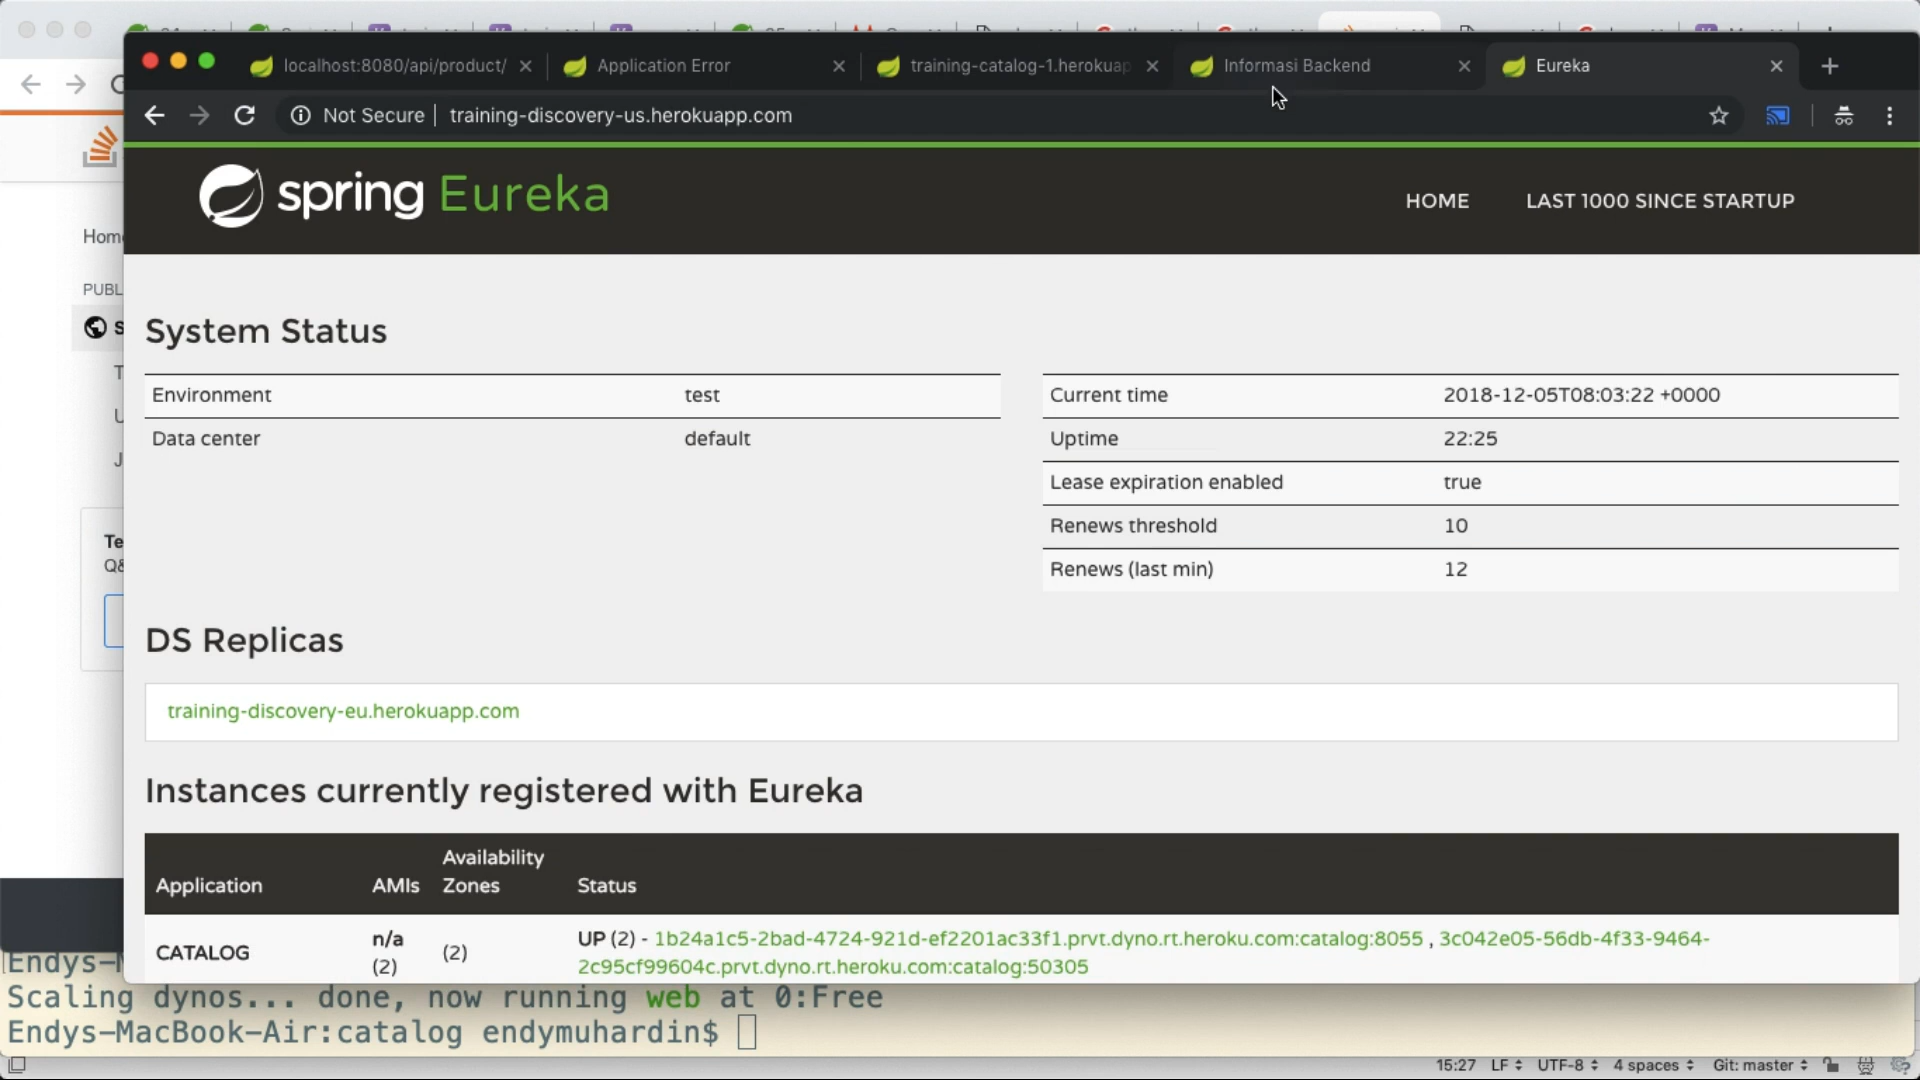 localhost:8080/api/product/
Application Error
training-catalog-1.herokuap
Informasi Backend
Eureka
Not Secure
training-discovery-us.herokuapp.com
spring Eureka
HOME
LAST 1000 SINCE STARTUP
System Status
Environment test
Data center default
Current time 2018-12-05T08:03:22 +0000
Uptime 22:25
Lease expiration enabled true
Renews threshold 10
Renews (last min) 12
DS Replicas
training-discovery-eu.herokuapp.com
Instances currently registered with Eureka
Application AMIs Availability Zones Status
CATALOG n/a (2) (2) UP (2) - 1b24a1c5-2bad-4724-921d-ef2201ac33f1.prvt.dyno.rt.heroku.com:catalog:8055 , 3c042e05-56db-4f33-9464-
2c95cf99604c.prvt.dyno.rt.heroku.com:catalog:50305
Scaling dynos... done, now running web at 0:Free
Endys-MacBook-Air:catalog endymuhardin$
15:27 LF UTF-8 4 spaces Git: master